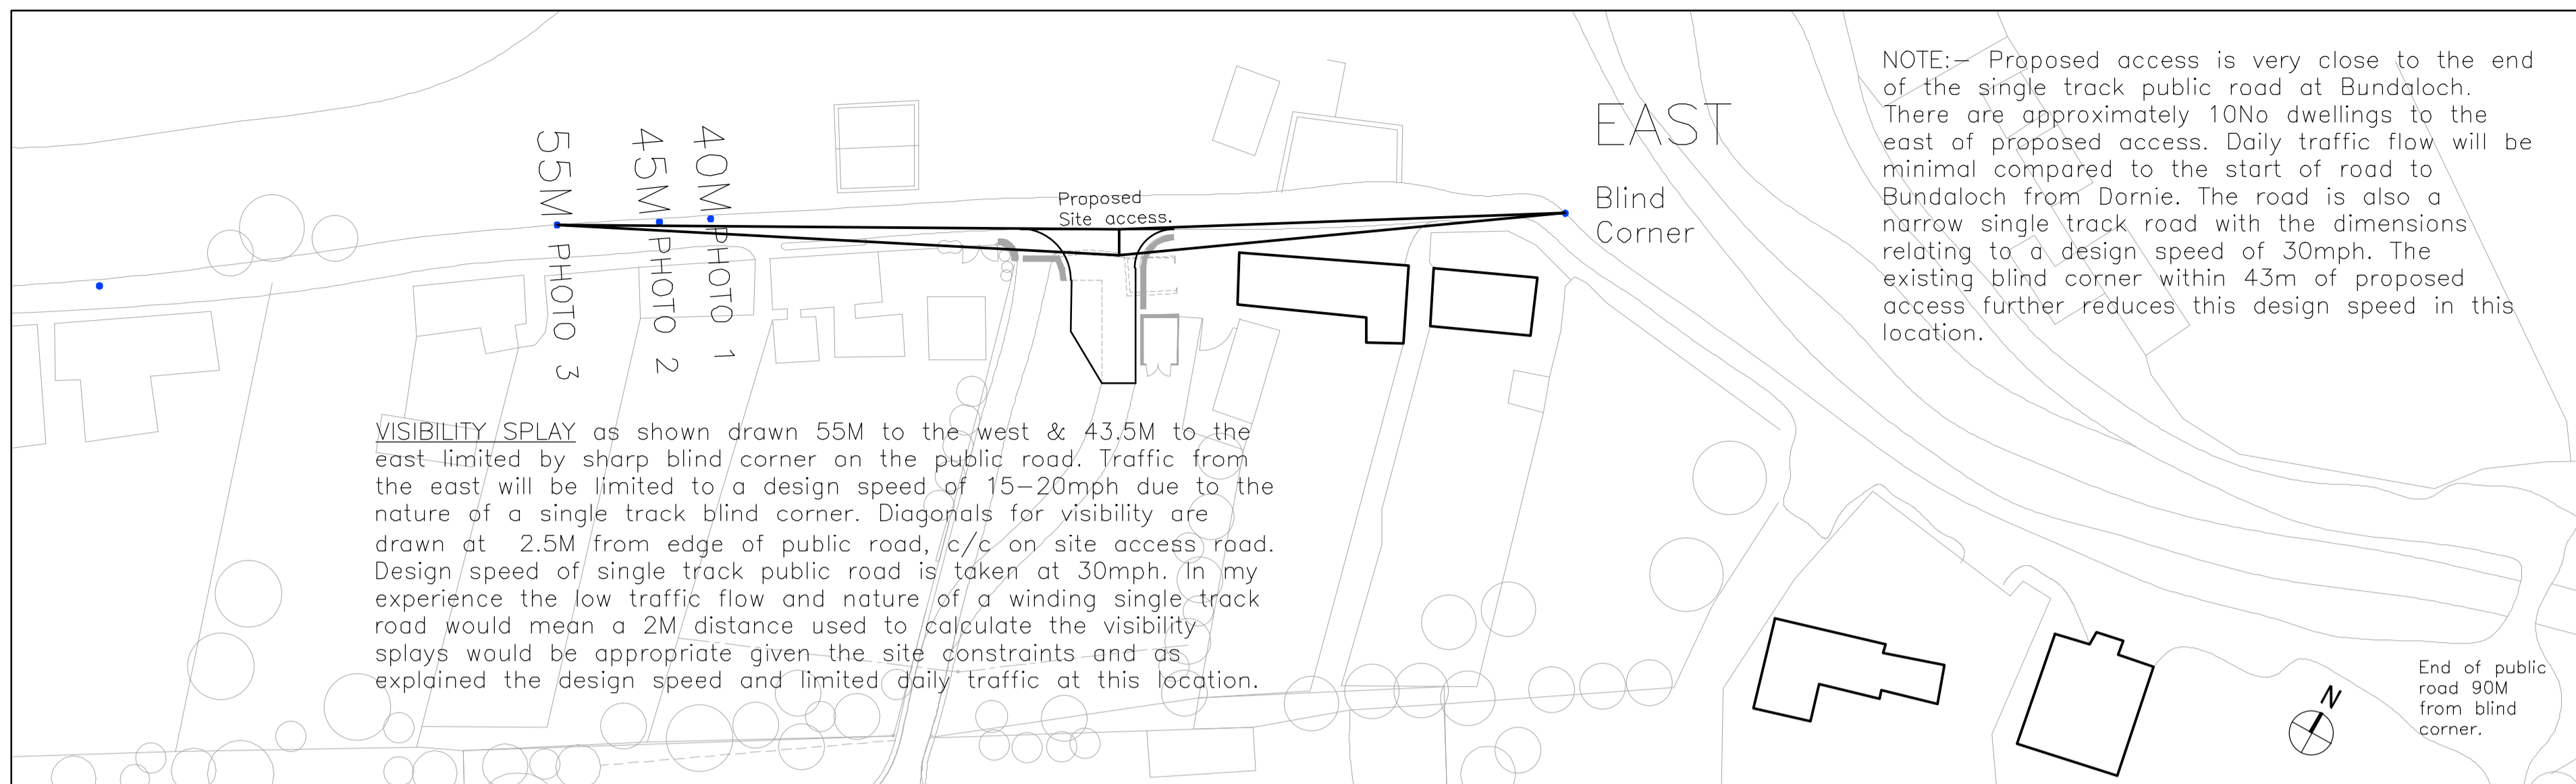 55M PHOTO 3
45M PHOTO 2
40M PHOTO 1
Proposed
Site access.
EAST
Blind
Corner
NOTE:- Proposed access is very close to the end
of the single track public road at Bundaloch.
There are approximately 10No dwellings to the
east of proposed access. Daily traffic flow will be
minimal compared to the start of road to
Bundaloch from Dornie. The road is also a
narrow single track road with the dimensions
relating to a design speed of 30mph. The
existing blind corner within 43m of proposed
access further reduces this design speed in this
location.
VISIBILITY SPLAY as shown drawn 55M to the west & 43.5M to the
east limited by sharp blind corner on the public road. Traffic from
the east will be limited to a design speed of 15-20mph due to the
nature of a single track blind corner. Diagonals for visibility are
drawn at 2.5M from edge of public road, c/c on site access road.
Design speed of single track public road is taken at 30mph. In my
experience the low traffic flow and nature of a winding single track
road would mean a 2M distance used to calculate the visibility
splays would be appropriate given the site constraints and as
explained the design speed and limited daily traffic at this location.
N
End of public
road 90M
from blind
corner.